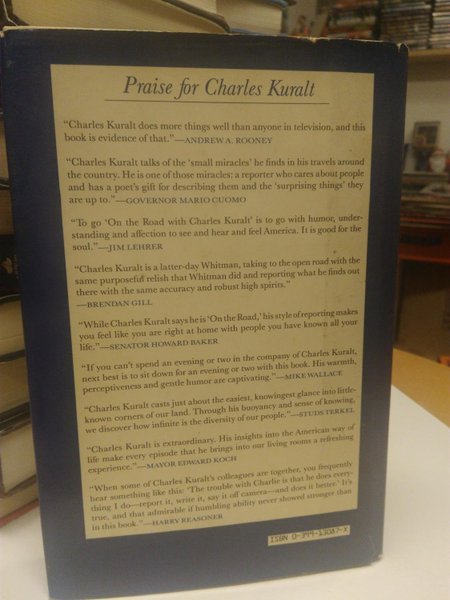 Praise for Charles Kuralt
“Charles Kuralt does more things well than anyone in television, and this
book is evidence of that.”—ANDREW A. ROONEY
“Charles Kuralt talks of the ‘small miracles’ he finds in his travels around
the country. He is one of those miracles: a reporter who cares about people
and has a poet’s gift for describing them and the ‘surprising things’ they
are up to.”—GOVERNOR MARIO CUOMO
“To go ‘On the Road with Charles Kuralt’ is to go with humor, under-
standing and affection to see and hear and feel America. It is good for the
soul.”—JIM LEHRER
“Charles Kuralt is a latter-day Whitman, taking to the open road with the
same purposeful relish that Whitman did and reporting what he finds out
there with the same accuracy and robust high spirits.”
—BRENDAN GILL
“While Charles Kuralt says he is ‘On the Road,’ his style of reporting makes
you feel like you are right at home with people you have known all your
life.”—SENATOR HOWARD BAKER
“If you can’t spend an evening or two in the company of Charles Kuralt,
next best is to sit down for an evening or two with this book. His warmth,
perceptiveness and gentle humor are captivating.”—MIKE WALLACE
“Charles Kuralt casts just about the easiest, knowingest glance into little-
known corners of our land. Through his buoyancy and sense of knowing,
we discover how infinite is the diversity of our people.”—STUDS TERKEL
“Charles Kuralt is extraordinary. His insights into the American way of
life make every episode that he brings into our living rooms a refreshing
experience.”—MAYOR EDWARD KOCH
“When some of Charles Kuralt’s colleagues are together, you frequently
hear something like this: ‘The trouble with Charlie is that he does every-
thing I do—report it, write it, say it off camera—and does it better.’ It’s
true, and that admirable if humbling ability never showed stronger than
in this book.”—HARRY REASONER
ISBN 0-399-13087-X